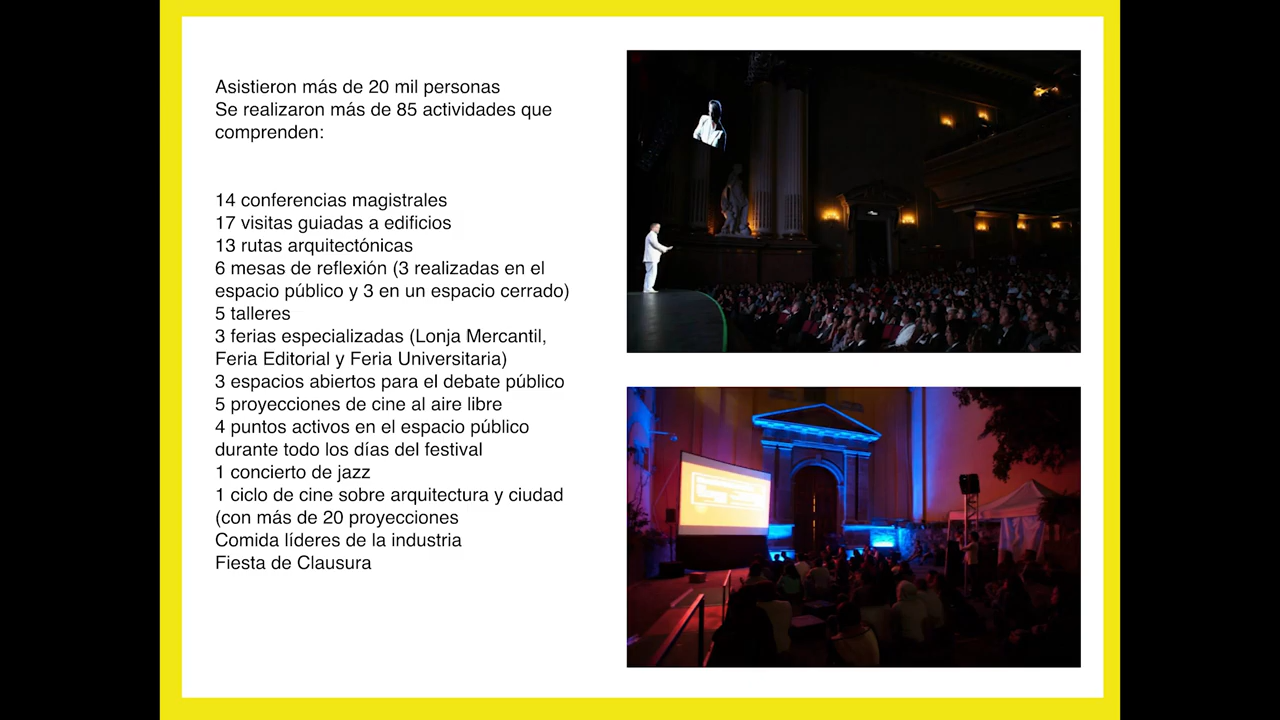 Asistieron más de 20 mil personas
Se realizaron más de 85 actividades que
comprenden:
14 conferencias magistrales
17 visitas guiadas a edificios
13 rutas arquitectónicas
6 mesas de reflexión (3 realizadas en el
espacio público y 3 en un espacio cerrado)
5 talleres
3 ferias especializadas (Lonja Mercantil,
Feria Editorial y Feria Universitaria)
3 espacios abiertos para el debate público
5 proyecciones de cine al aire libre
4 puntos activos en el espacio público
durante todo los días del festival
1 concierto de jazz
1 ciclo de cine sobre arquitectura y ciudad
(con más de 20 proyecciones
Comida líderes de la industria
Fiesta de Clausura